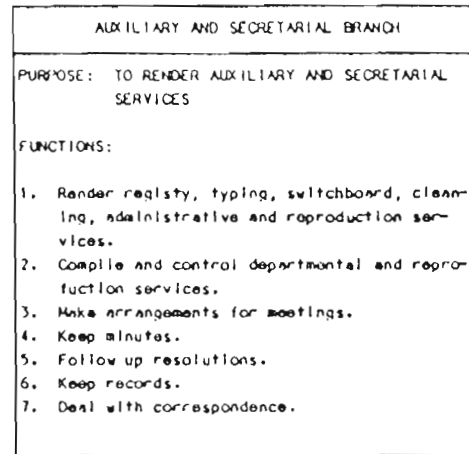 AUXILIARY AND SECRETARIAL BRANCH
PURPOSE: TO RENDER AUXILIARY AND SECRETARIAL
SERVICES
FUNCTIONS:
1. Render registy, typing, switchboard, clean-
ing, administrative and reproduction ser-
vices.
2. Compile and control departmental and repro-
fuction services.
3. Make arrangements for meetings.
4. Keep minutes.
5. Follow up resolutions.
6. Keep records.
7. Deal with correspondence.